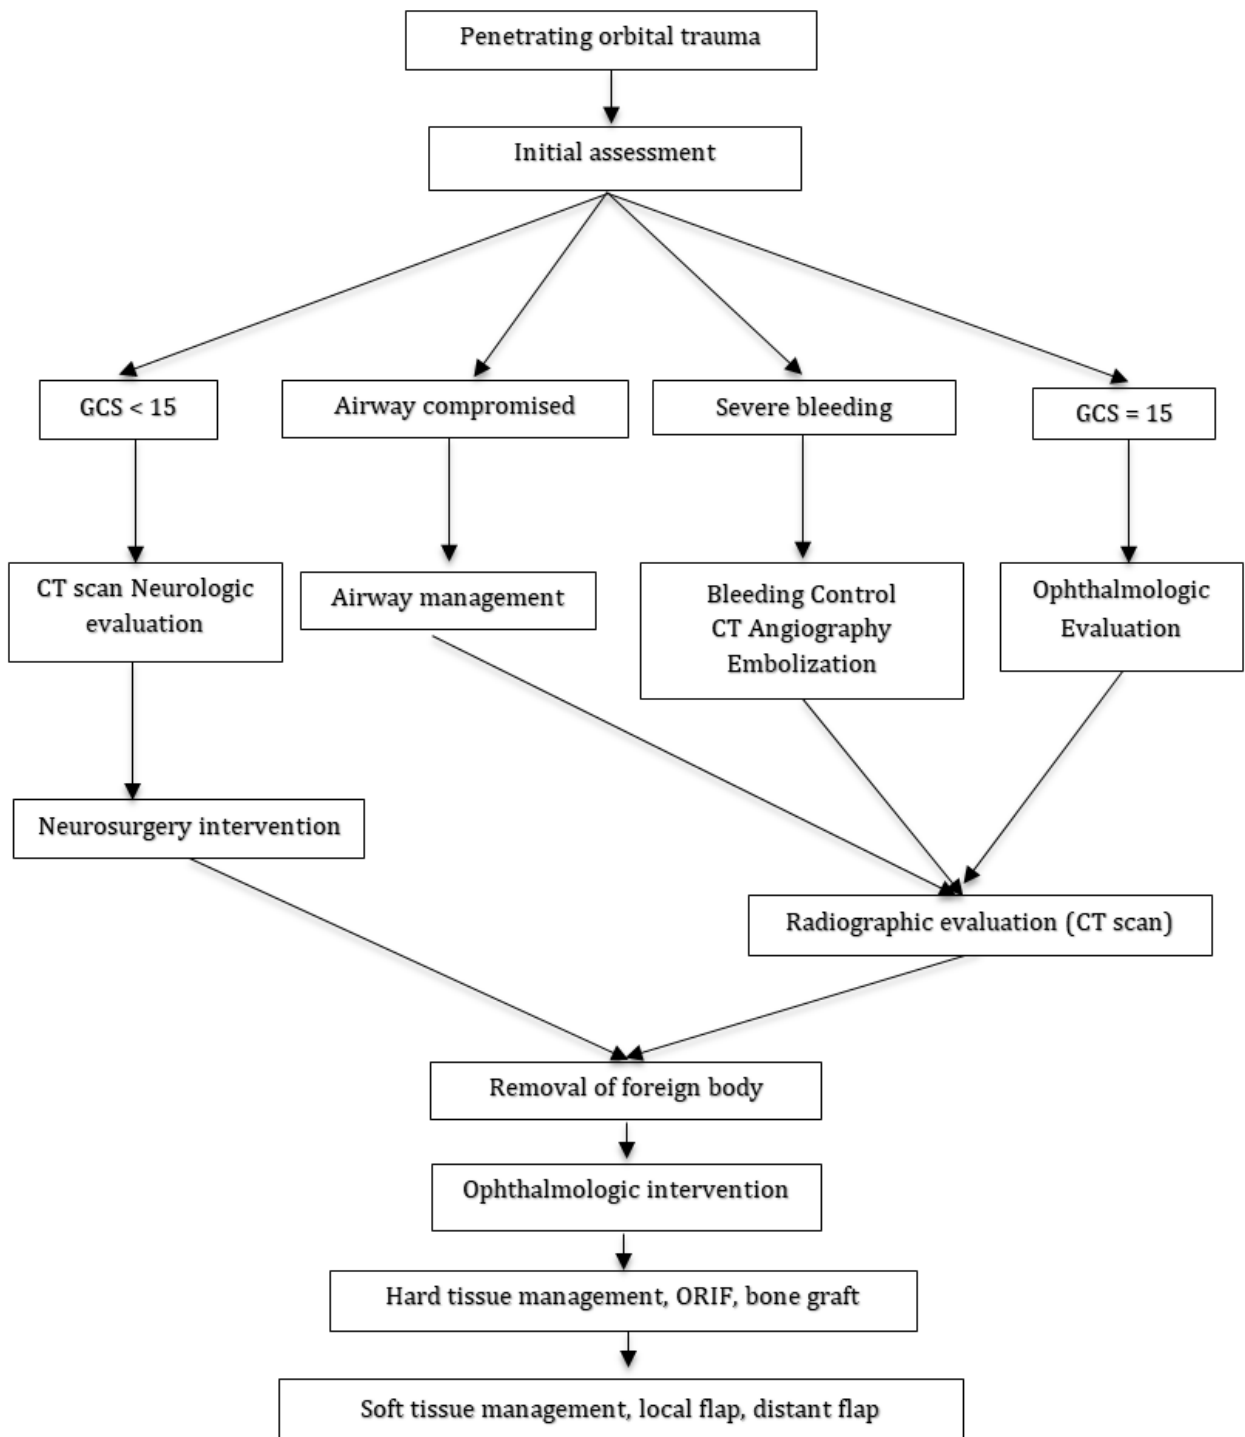 Penetrating orbital trauma
Initial assessment
GCS < 15
Airway compromised
Severe bleeding
GCS = 15
CT scan Neurologic
evaluation
Airway management
Bleeding Control
CT Angiography
Embolization
Ophthalmologic
Evaluation
Neurosurgery intervention
Radiographic evaluation (CT scan)
Removal of foreign body
Ophthalmologic intervention
Hard tissue management, ORIF, bone graft
Soft tissue management, local flap, distant flap